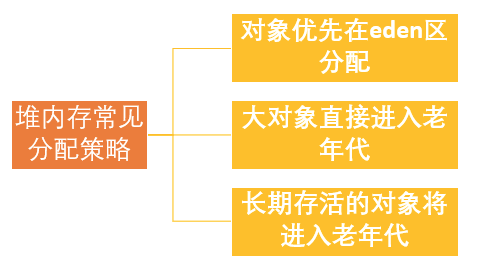 堆内存常见
分配策略
对象优先在eden区
分配
大对象直接进入老
年代
长期存活的对象将
进入老年代